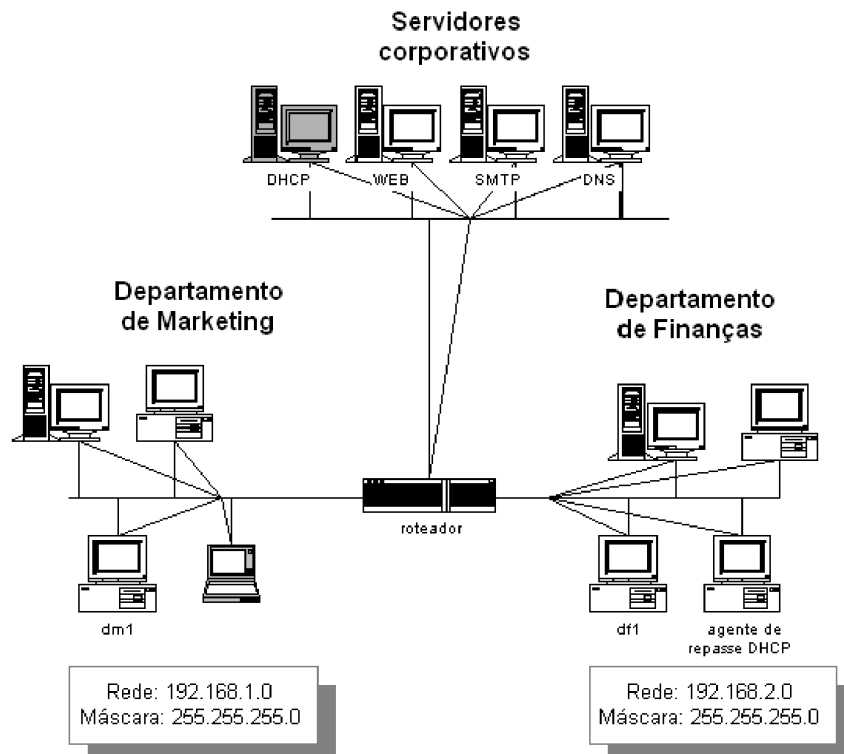 Servidores
corporativos
DHCP
WEB
SMTP
DNS
Departamento
de Marketing
Departamento
de Finanças
roteador
dm1
df1
agente de
repasse DHCP
Rede: 192.168.1.0
Máscara: 255.255.255.0
Rede: 192.168.2.0
Máscara: 255.255.255.0